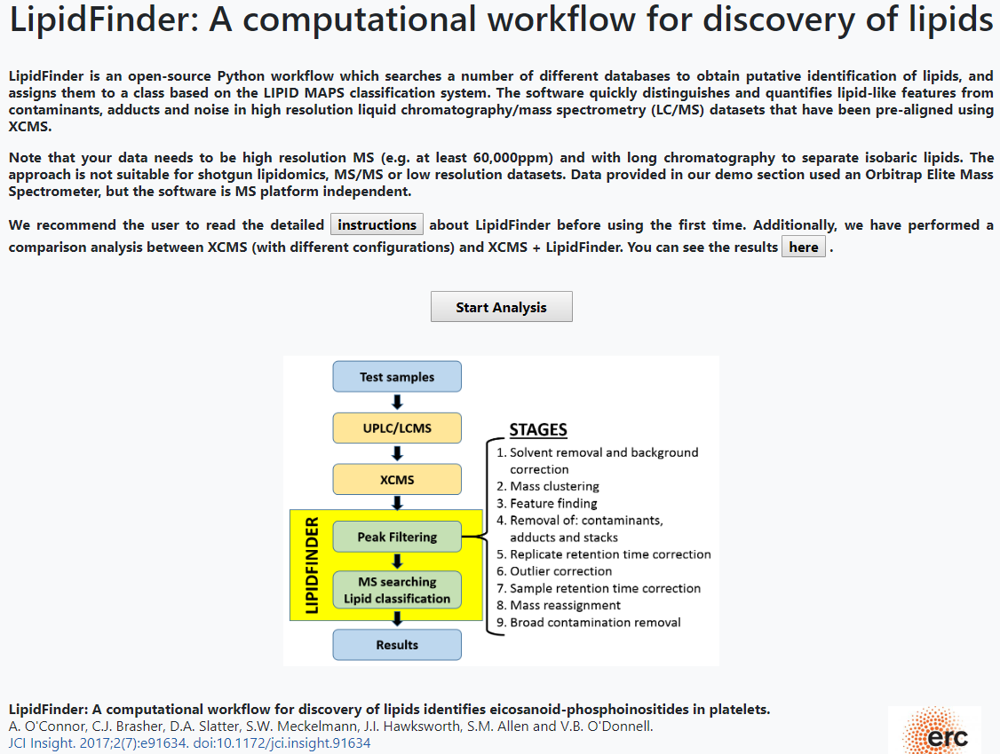 LipidFinder: A computational workflow for discovery of lipids
LipidFinder is an open-source Python workflow which searches a number of different databases to obtain putative identification of lipids, and
assigns them to a class based on the LIPID MAPS classification system. The software quickly distinguishes and quantifies lipid-like features from
contaminants, adducts and noise in high resolution liquid chromatography/mass spectrometry (LC/MS) datasets that have been pre-aligned using
XCMS.
Note that your data needs to be high resolution MS (e.g. at least 60,000ppm) and with long chromatography to separate isobaric lipids. The
approach is not suitable for shotgun lipidomics, MS/MS or low resolution datasets. Data provided in our demo section used an Orbitrap Elite Mass
Spectrometer, but the software is MS platform independent.
We recommend the user to read the detailed instructions about LipidFinder before using the first time. Additionally, we have performed a
comparison analysis between XCMS (with different configurations) and XCMS + LipidFinder. You can see the results here .
Start Analysis
Test samples
UPLC/LCMS
XCMS
LIPIDFINDER
Peak Filtering
MS searching
Lipid classification
Results
STAGES
1. Solvent removal and background
correction
2. Mass clustering
3. Feature finding
4. Removal of: contaminants,
adducts and stacks
5. Replicate retention time correction
6. Outlier correction
7. Sample retention time correction
8. Mass reassignment
9. Broad contamination removal
LipidFinder: A computational workflow for discovery of lipids identifies eicosanoid-phosphoinositides in platelets.
A. O'Connor, C.J. Brasher, D.A. Slatter, S.W. Meckelmann, J.I. Hawksworth, S.M. Allen and V.B. O'Donnell.
JCI Insight. 2017;2(7):e91634. doi:10.1172/jci.insight.91634
erc